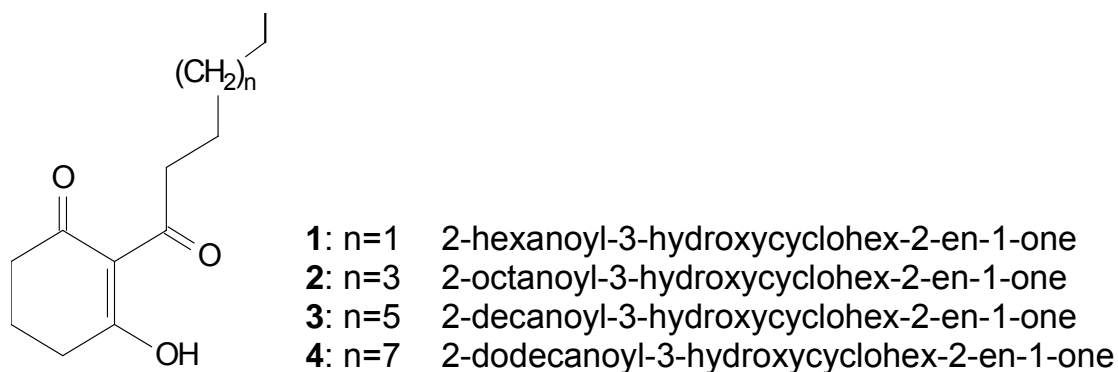 (CH2)n
O
O
OH
1: n=1 2-hexanoyl-3-hydroxycyclohex-2-en-1-one
2: n=3 2-octanoyl-3-hydroxycyclohex-2-en-1-one
3: n=5 2-decanoyl-3-hydroxycyclohex-2-en-1-one
4: n=7 2-dodecanoyl-3-hydroxycyclohex-2-en-1-one